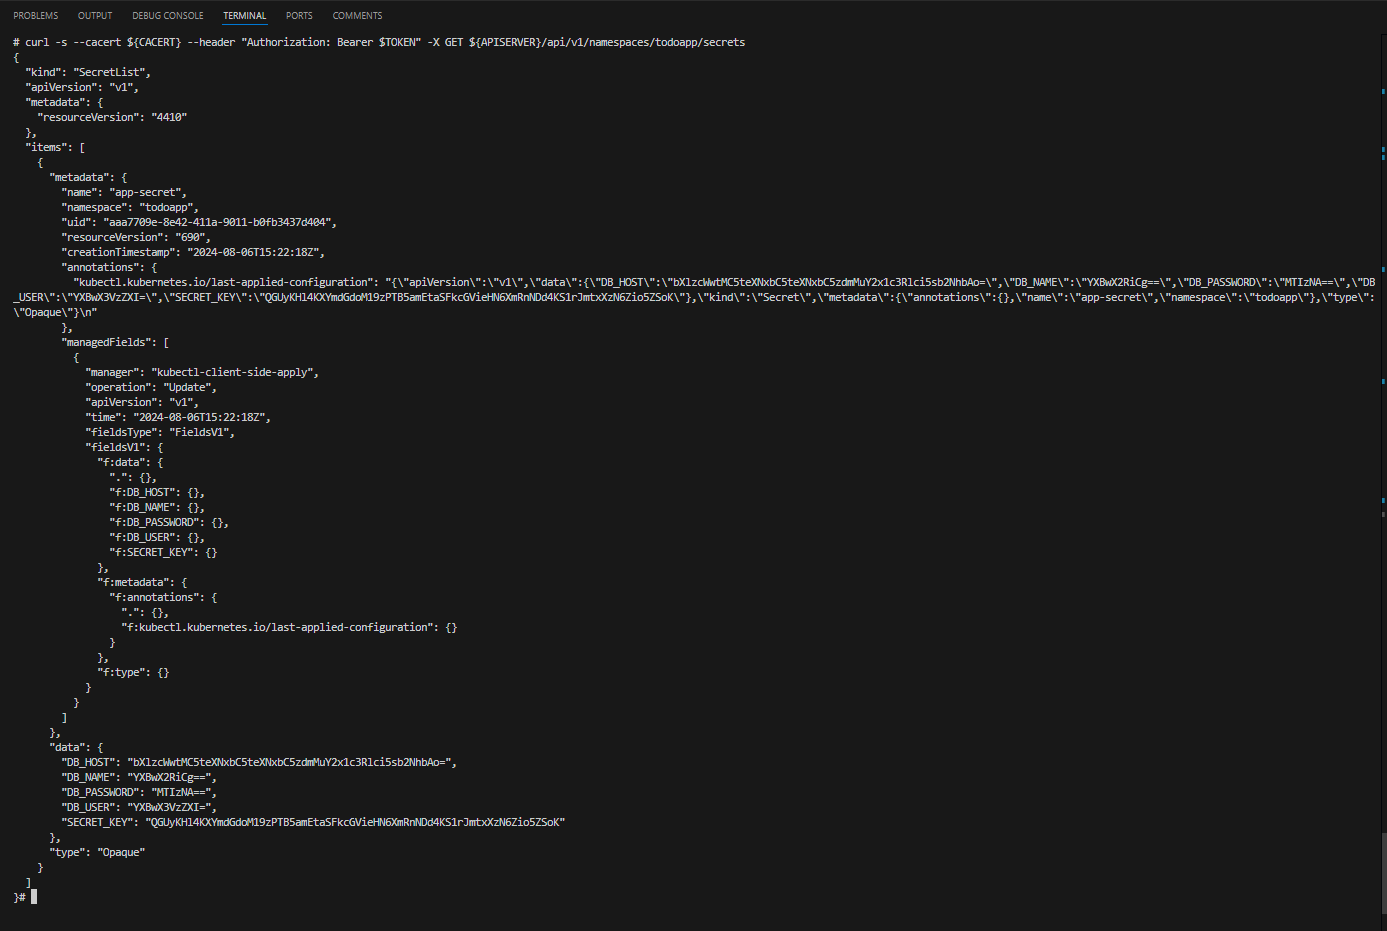 PROBLEMS OUTPUT DEBUG CONSOLE TERMINAL PORTS COMMENTS
# curl -s --cacert ${CACERT} --header "Authorization: Bearer $TOKEN" -X GET ${APISERVER}/api/v1/namespaces/todoapp/secrets
{
  "kind": "SecretList",
  "apiVersion": "v1",
  "metadata": {
    "resourceVersion": "4410"
  },
  "items": [
    {
      "metadata": {
        "name": "app-secret",
        "namespace": "todoapp",
        "uid": "aaa7709e-8e42-411a-9011-b0fb3437d404",
        "resourceVersion": "690",
        "creationTimestamp": "2024-08-06T15:22:18Z",
        "annotations": {
          "kubectl.kubernetes.io/last-applied-configuration": "{\"apiVersion\":\"v1\",\"data\":{\"DB_HOST\":\"bXlzcWwtMC5teXNxbC5teXNxbC5zdmMuY2x1c3Rlci5sb2NhbAo=\",\"DB_NAME\":\"YXBwX2RiCg==\",\"DB_PASSWORD\":\"MTIzNA==\",\"DB
_USER\":\"YXBwX3VzZXI=\",\"SECRET_KEY\":\"QGUyKHl4KXYmdGdoM19zPTB5amEtaSFkcGVieHN6XmRnNDd4KS1rJmtxXzN6Zio5ZSoK\"},\"kind\":\"Secret\",\"metadata\":{\"annotations\":{},\"name\":\"app-secret\",\"namespace\":\"todoapp\"},\"type\":
\"Opaque\"}\n"
        },
        "managedFields": [
          {
            "manager": "kubectl-client-side-apply",
            "operation": "Update",
            "apiVersion": "v1",
            "time": "2024-08-06T15:22:18Z",
            "fieldsType": "FieldsV1",
            "fieldsV1": {
              "f:data": {
                ".": {},
                "f:DB_HOST": {},
                "f:DB_NAME": {},
                "f:DB_PASSWORD": {},
                "f:DB_USER": {},
                "f:SECRET_KEY": {}
              },
              "f:metadata": {
                "f:annotations": {
                  ".": {},
                  "f:kubectl.kubernetes.io/last-applied-configuration": {}
                }
              },
              "f:type": {}
            }
          }
        ]
      },
      "data": {
        "DB_HOST": "bXlzcWwtMC5teXNxbC5teXNxbC5zdmMuY2x1c3Rlci5sb2NhbAo=",
        "DB_NAME": "YXBwX2RiCg==",
        "DB_PASSWORD": "MTIzNA==",
        "DB_USER": "YXBwX3VzZXI=",
        "SECRET_KEY": "QGUyKHl4KXYmdGdoM19zPTB5amEtaSFkcGVieHN6XmRnNDd4KS1rJmtxXzN6Zio5ZSoK"
      },
      "type": "Opaque"
    }
  ]
}#